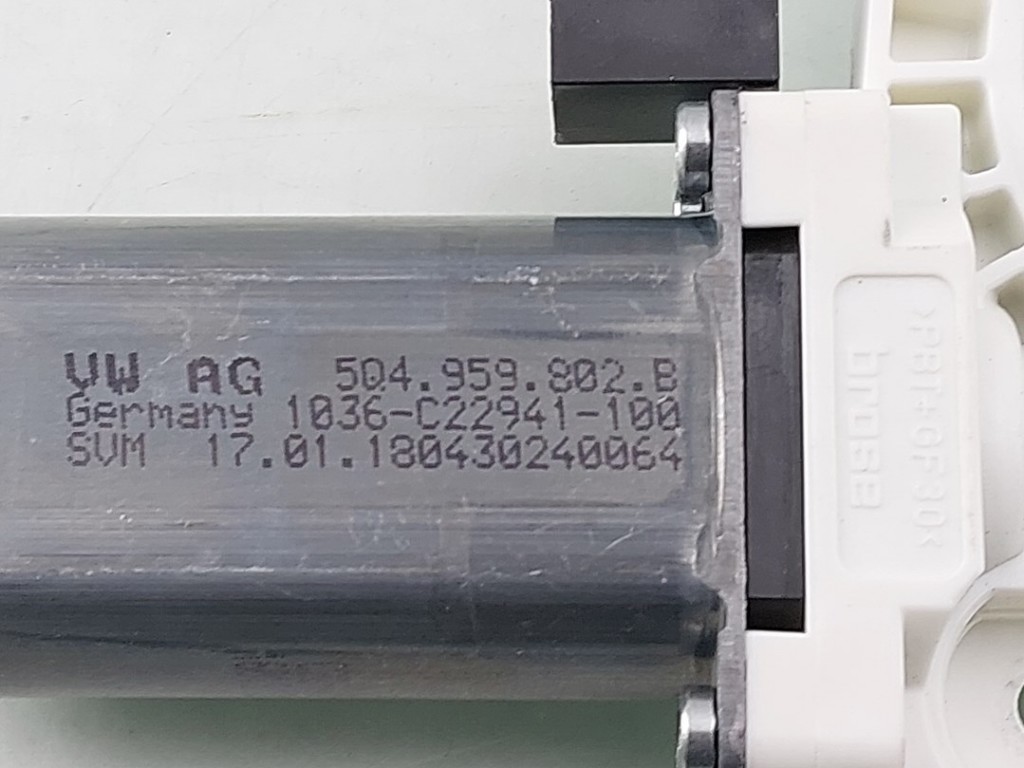 VW AG 5Q4.959.802.B
Germany 1036-C22941-100
SVM 17.01.180430240064
>PBT+GF30<
brose